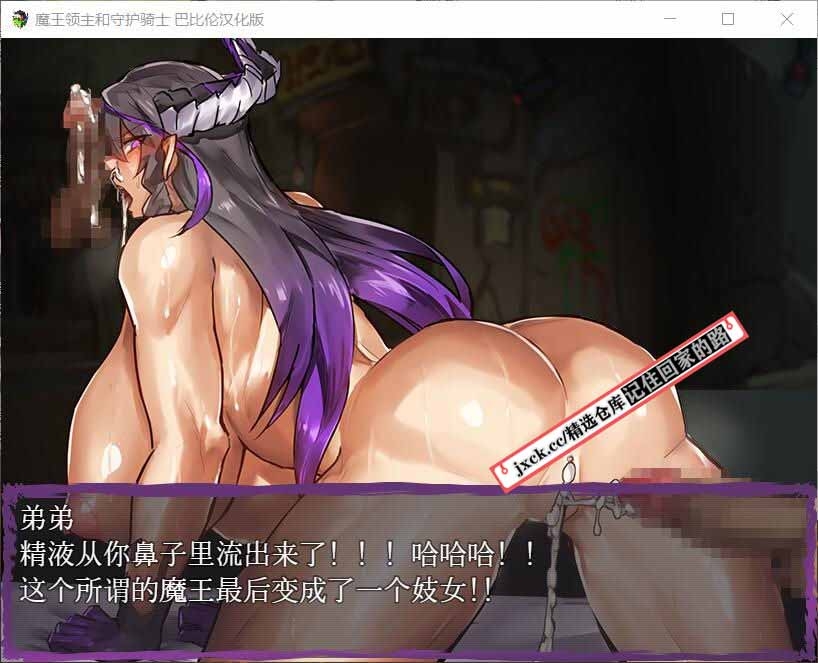 魔王领主和守护骑士 巴比伦汉化版
jxck.cc/精选仓库记住回家的路
弟弟
精液从你鼻子里流出来了!!!哈哈哈!!
这个所谓的魔王最后变成了一个妓女!!